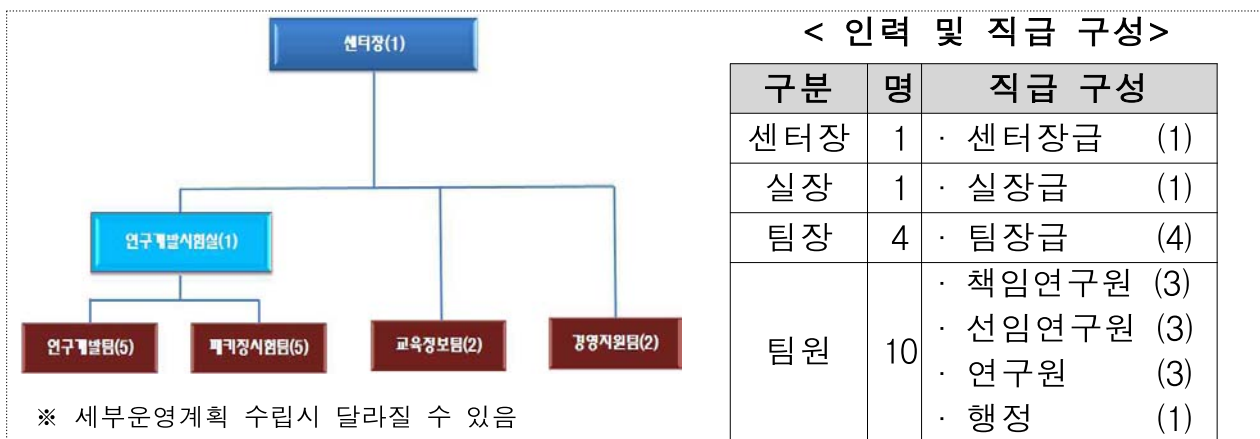 센터장(1)
연구개발시험실(1)
연구개발팀(5)
패키징시험팀(5)
교육정보팀(2)
경영지원팀(2)
※ 세부운영계획 수립시 달라질 수 있음
< 인력 및 직급 구성>
구분 명 직급 구성
센터장 1 · 센터장급 (1)
실장 1 · 실장급 (1)
팀장 4 · 팀장급 (4)
팀원 10 · 책임연구원 (3)
· 선임연구원 (3)
· 연구원 (3)
· 행정 (1)